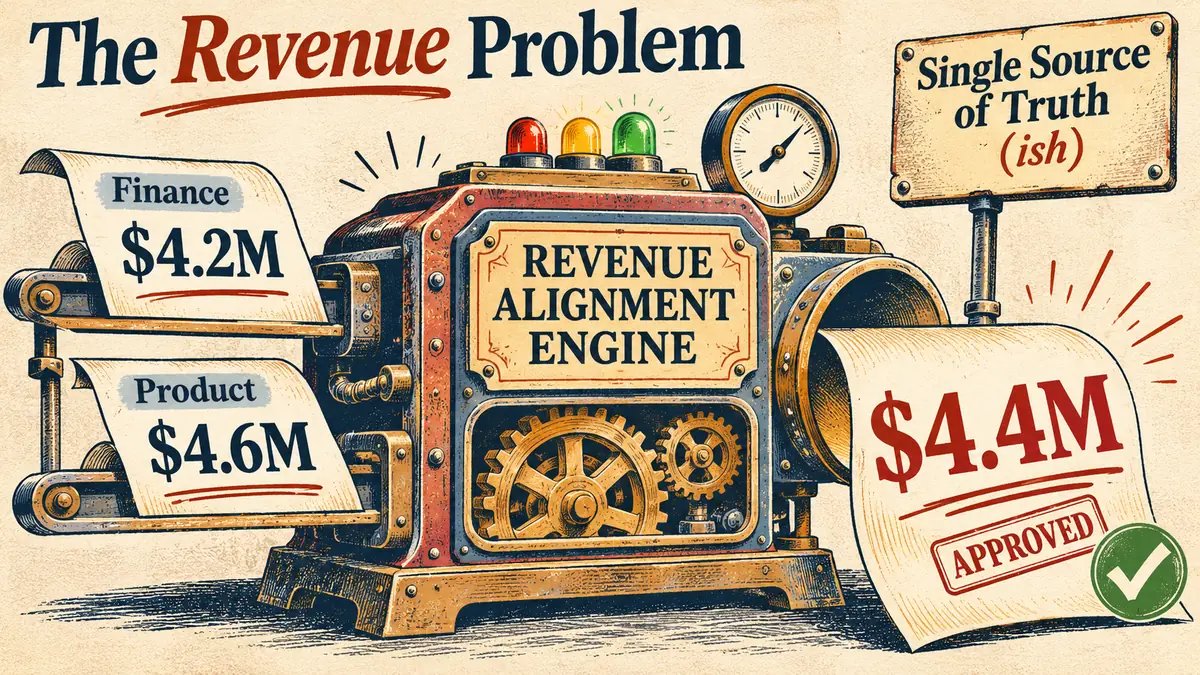 The Revenue Problem
Single Source
of Truth
(ish)
Finance
$4.2M
Product
$4.6M
REVENUE
ALIGNMENT
ENGINE
$4.4M
APPROVED